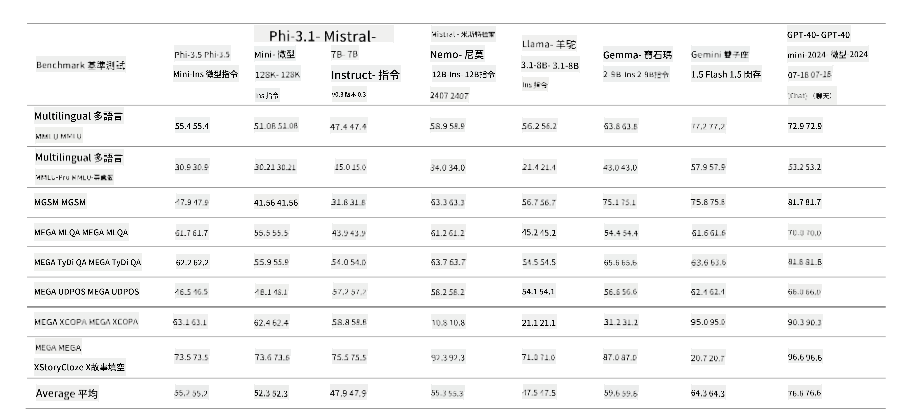 Benchmark 基準測試
Phi-3.5 Phi-3.5
Mini-Ins 微型指令
Phi-3.1- Mistral-
Mini- 微型
128K- 128K
Ins 指令
7B- 7B
Instruct- 指令
v0.3 版本 0.3
Mistral-
Nemo- 尼莫
12B Ins 12B指令
2407 2407
Llama- 羊駝
3.1-8B- 3.1-8B
Ins 指令
Gemma- 寶石瑪
2-9B Ins 2-9B指令
Gemini 雙子座
1.5 Flash 1.5 閃存
GPT-4O- GPT-4O
mini-2024- 微型-2024
07-18 07-18
(Chat) (聊天)
Multilingual 多語言
MMLU MMLU
55.4 55.4 51.08 51.08 47.4 47.4 58.9 58.9 56.2 56.2 63.8 63.8 77.2 77.2 72.9 72.9
Multilingual 多語言
MMLU-Pro MMLU-
30.9 30.9 30.21 30.21 15.0 15.0 34.0 34.0 21.4 21.4 43.0 43.0 57.9 57.9 53.2 53.2
MGSM MGSM 47.9 47.9 41.56 41.56 31.8 31.8 63.3 63.3 56.7 56.7 75.1 75.1 75.8 75.8 81.7 81.7
MEGA MLQA MEGA MLQA 61.7 61.7 55.5 55.5 43.9 43.9 61.2 61.2 45.2 45.2 54.4 54.4 61.6 61.6 70.0 70.0
MEGA TyDi QA MEGA TyDi QA 62.2 62.2 55.9 55.9 54.0 54.0 63.7 63.7 54.5 54.5 65.6 65.6 63.6 63.6 81.8 81.8
MEGA UDPOS MEGA UDPOS 46.5 46.5 48.1 48.1 57.2 57.2 58.2 58.2 54.1 54.1 56.6 56.6 62.4 62.4 66.0 66.0
MEGA XCOPA MEGA XCOPA 63.1 63.1 62.4 62.4 58.8 58.8 10.8 10.8 21.1 21.1 31.2 31.2 95.0 95.0 90.3 90.3
MEGA MEGA
XStoryCloze X故事填空
73.5 73.5 73.6 73.6 75.5 75.5 92.3 92.3 71.0 71.0 87.0 87.0 20.7 20.7 96.6 96.6
Average 平均 55.2 55.2 52.3 52.3 47.9 47.9 55.3 55.3 47.5 47.5 59.6 59.6 64.3 64.3 76.6 76.6